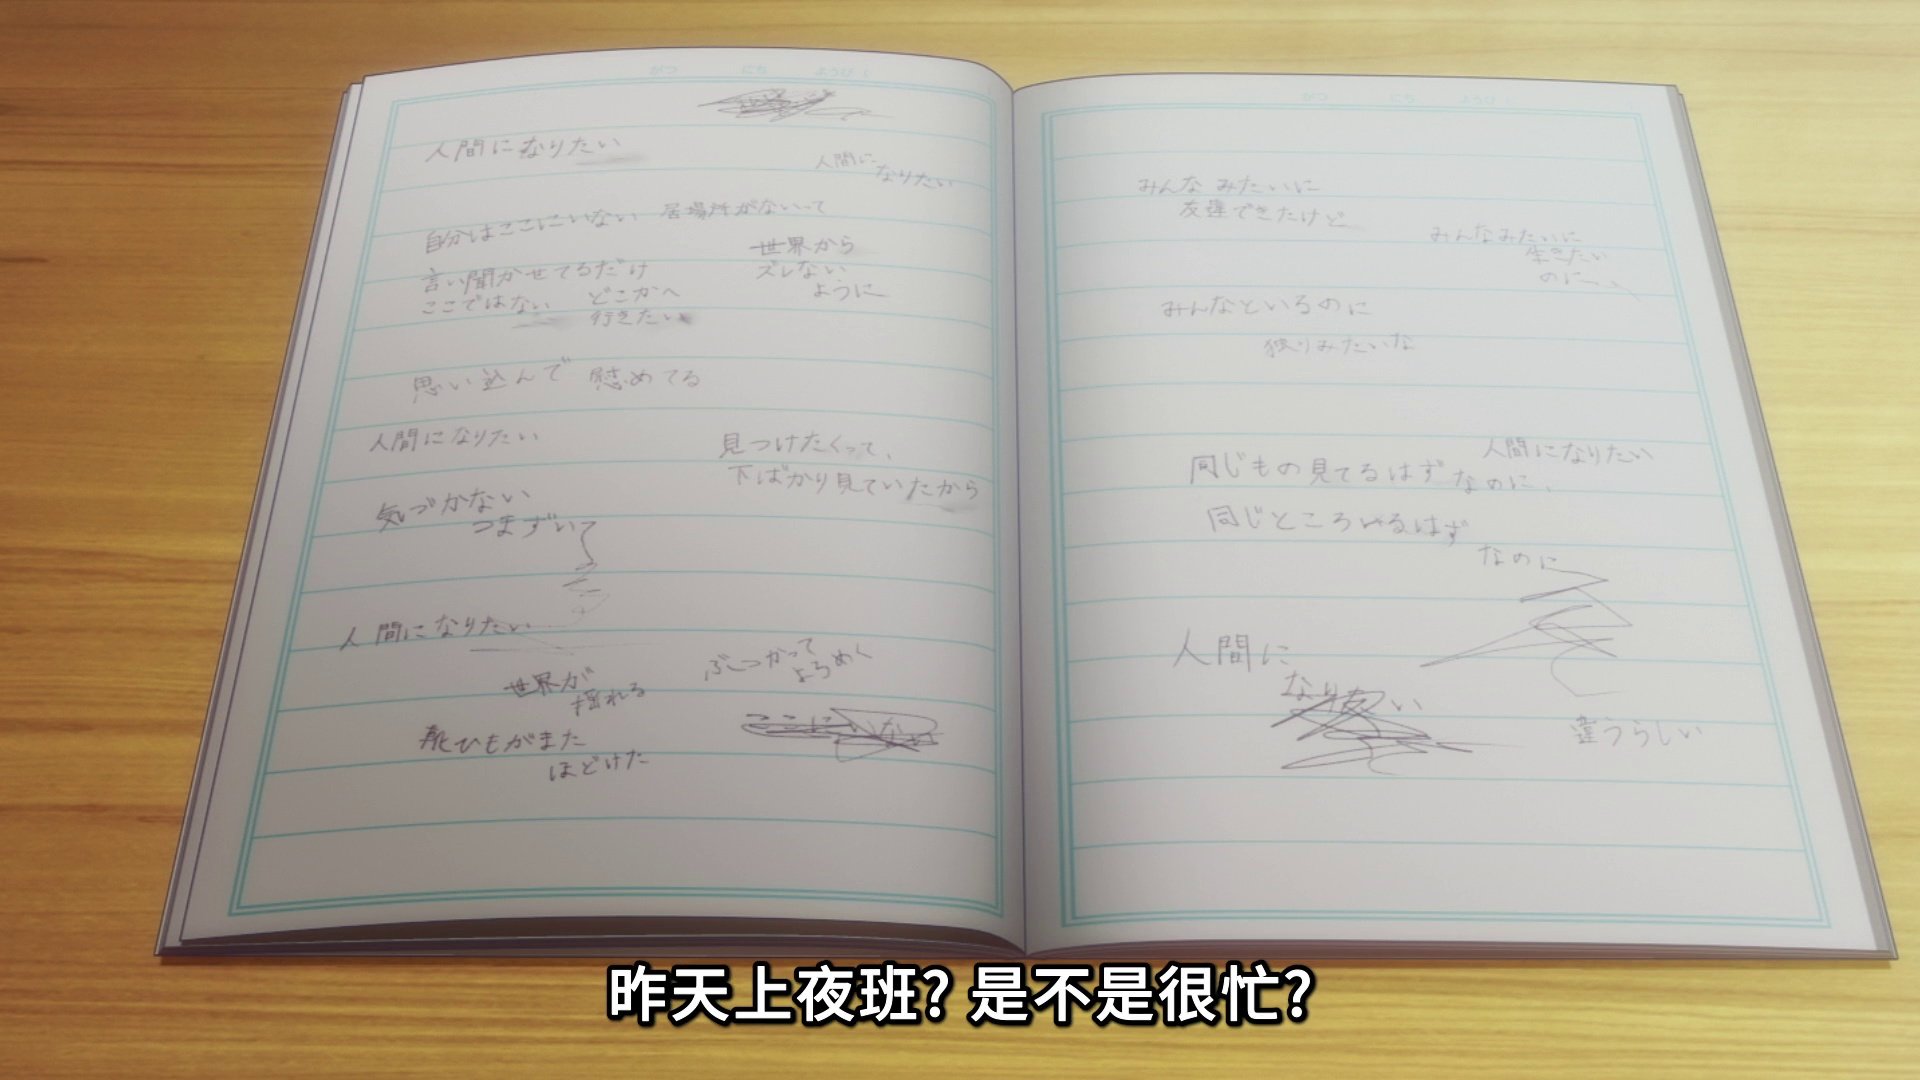 がつ にち ようび
人間になりたい
人間に
なりたい
自分はここにいない 居場所がないって
言い聞かせてるだけ
世界から
ズレない
ように
ここではない どこかへ
行きたい
思い込んで 慰めてる
人間になりたい
見つけたくって、
下ばかり見ていたから
気づかない
つまずいて
人間になりたい
世界が
揺れる
ぶつかって
よろめく
靴ひもがまた
ほどけた
ここにいない
がつ にち ようび
みんな みたいに
友達できたけど
みんなみたいに
生きたい
のに、
みんなといるのに
独りみたいな
人間になりたい
同じもの見てるはずなのに、
同じところいるはず
なのに
人間に
なりたい
違うらしい
昨天上夜班? 是不是很忙?